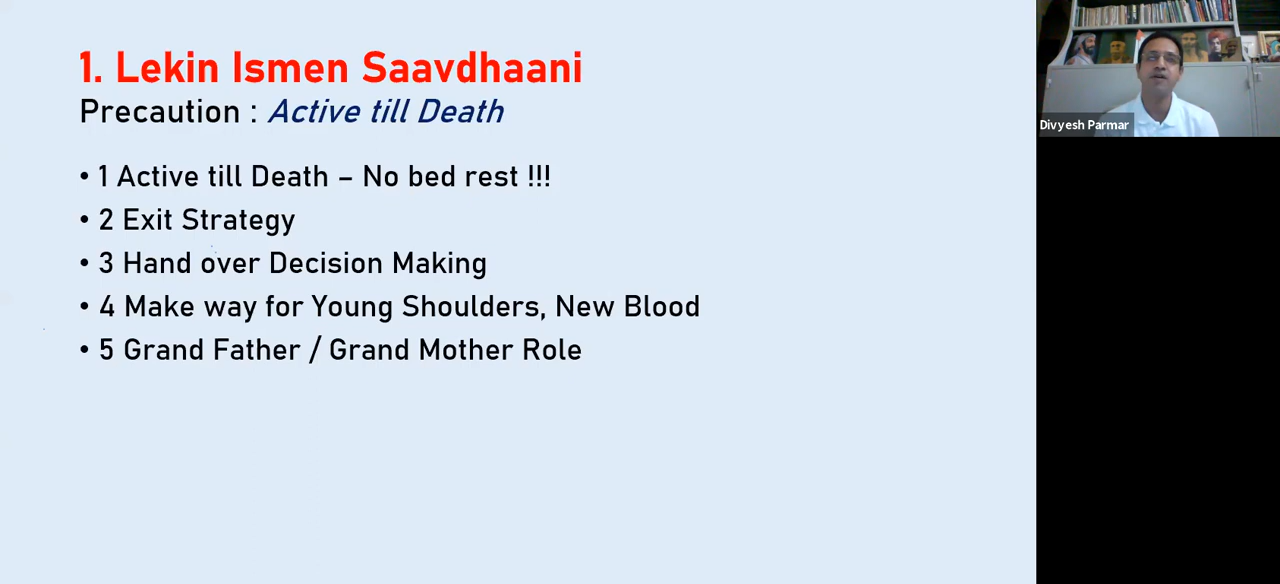 1. Lekin Ismen Saavdhaani
Precaution : Active till Death
• 1 Active till Death – No bed rest !!!
• 2 Exit Strategy
• 3 Hand over Decision Making
• 4 Make way for Young Shoulders, New Blood
• 5 Grand Father / Grand Mother Role
Divyesh Parmar